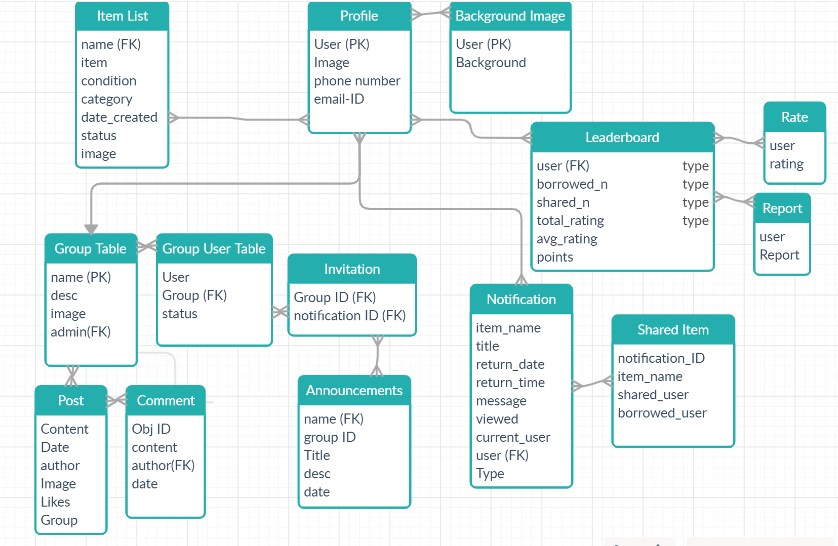 Item List
name (FK)
item
condition
category
date_created
status
image
Profile
User (PK)
Image
phone number
email-ID
Background Image
User (PK)
Background
Leaderboard
user (FK) type
borrowed_n type
shared_n type
total_rating type
avg_rating
points
Rate
user
rating
Report
user
Report
Group Table
name (PK)
desc
image
admin(FK)
Group User Table
User
Group (FK)
status
Invitation
Group ID (FK)
notification ID (FK)
Notification
item_name
title
return_date
return_time
message
viewed
current_user
user (FK)
Type
Shared Item
notification_ID
item_name
shared_user
borrowed_user
Post
Content
Date
author
Image
Likes
Group
Comment
Obj ID
content
author(FK)
date
Announcements
name (FK)
group ID
Title
desc
date